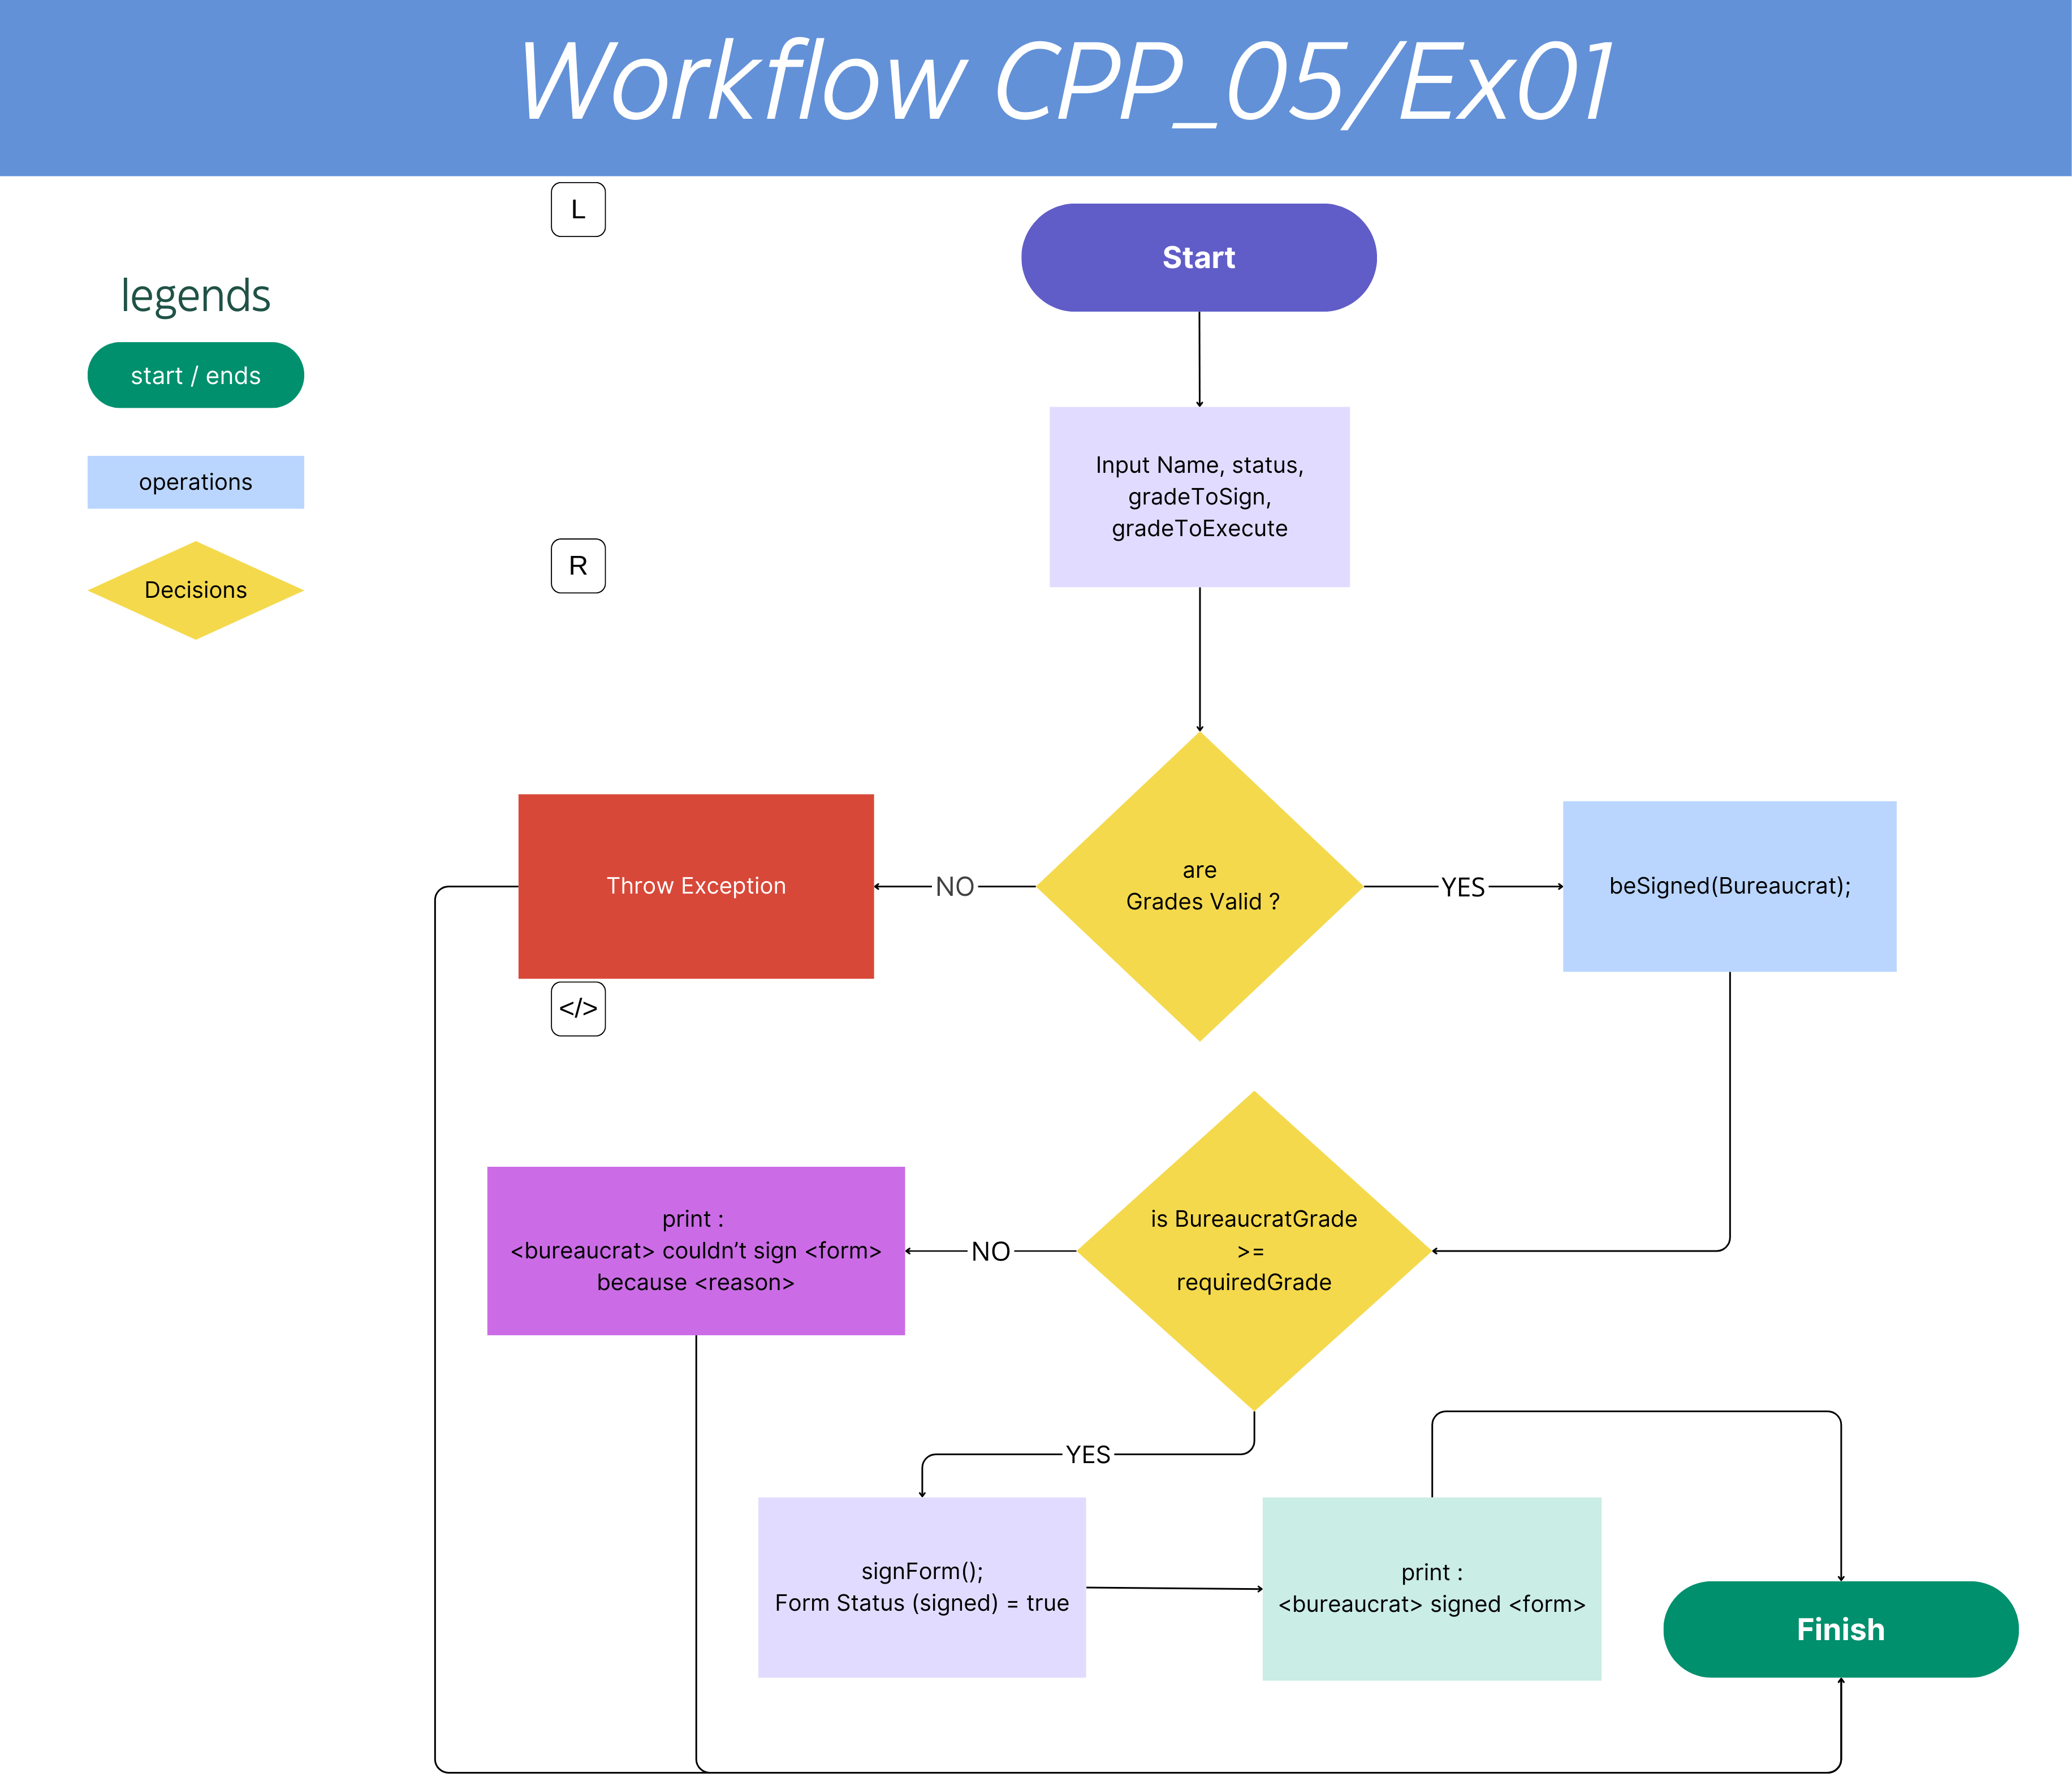 Workflow CPP_05/Ex01
L
Start
legends
start / ends
operations
Decisions
R
Input Name, status,
gradeToSign,
gradeToExecute
Throw Exception
NO
are
Grades Valid ?
YES
beSigned(Bureaucrat);
</>
print :
<bureaucrat> couldn’t sign <form>
because <reason>
NO
is BureaucratGrade
>=
requiredGrade
YES
signForm();
Form Status (signed) = true
print :
<bureaucrat> signed <form>
Finish